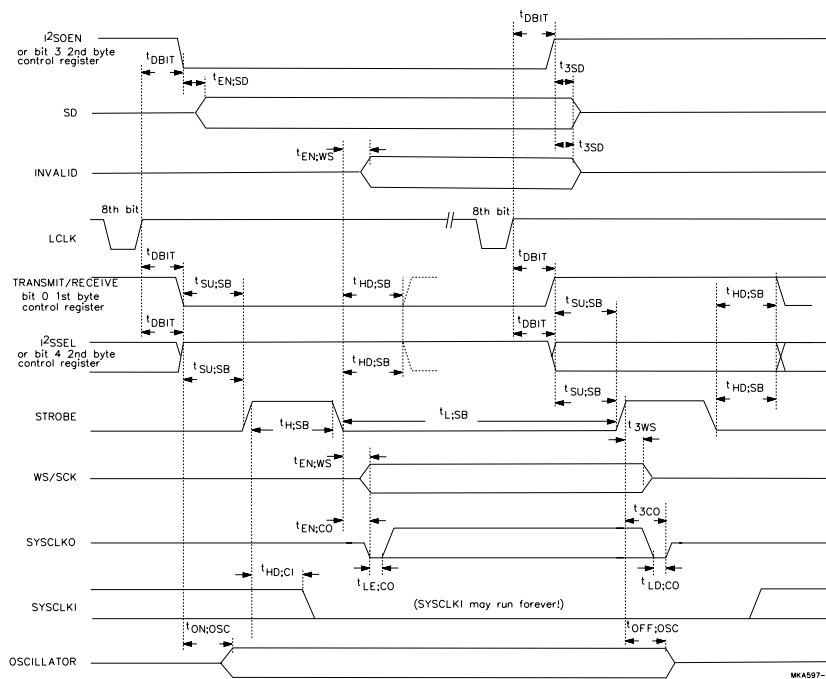 tDBIT
I2SOEN
or bit 3 2nd byte
control register
tDBIT
t3SD
tEN;SD
SD
tEN;WS
t3SD
INVALID
8th bit
8th bit
LCLK
tDBIT
tDBIT
TRANSMIT/RECEIVE
bit 0 1st byte
control register
tSU;SB
tHD;SB
tSU;SB
tHD;SB
tDBIT
tDBIT
I2SSEL
or bit 4 2nd byte
control register
tSU;SB
tHD;SB
tSU;SB
tHD;SB
STROBE
tH;SB
tL;SB
tEN;WS
t3WS
WS/SCK
tEN;CO
t3CO
SYSCLKO
tHD;CI
tLE;CO
tLD;CO
SYSCLKI
(SYSCLKI may run forever!)
tON;OSC
tOFF;OSC
OSCILLATOR
MKA597-